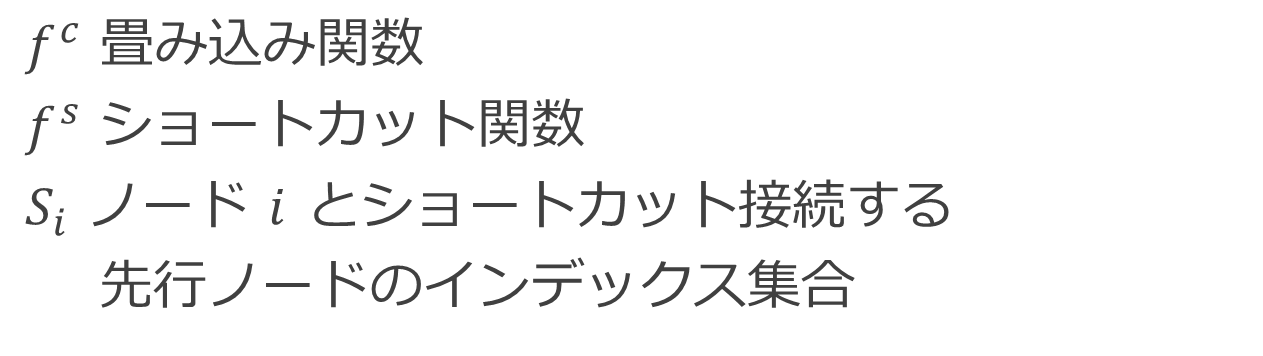 f^c 畳み込み関数
f^s ショートカット関数
S_i ノード i とショートカット接続する
先行ノードのインデックス集合